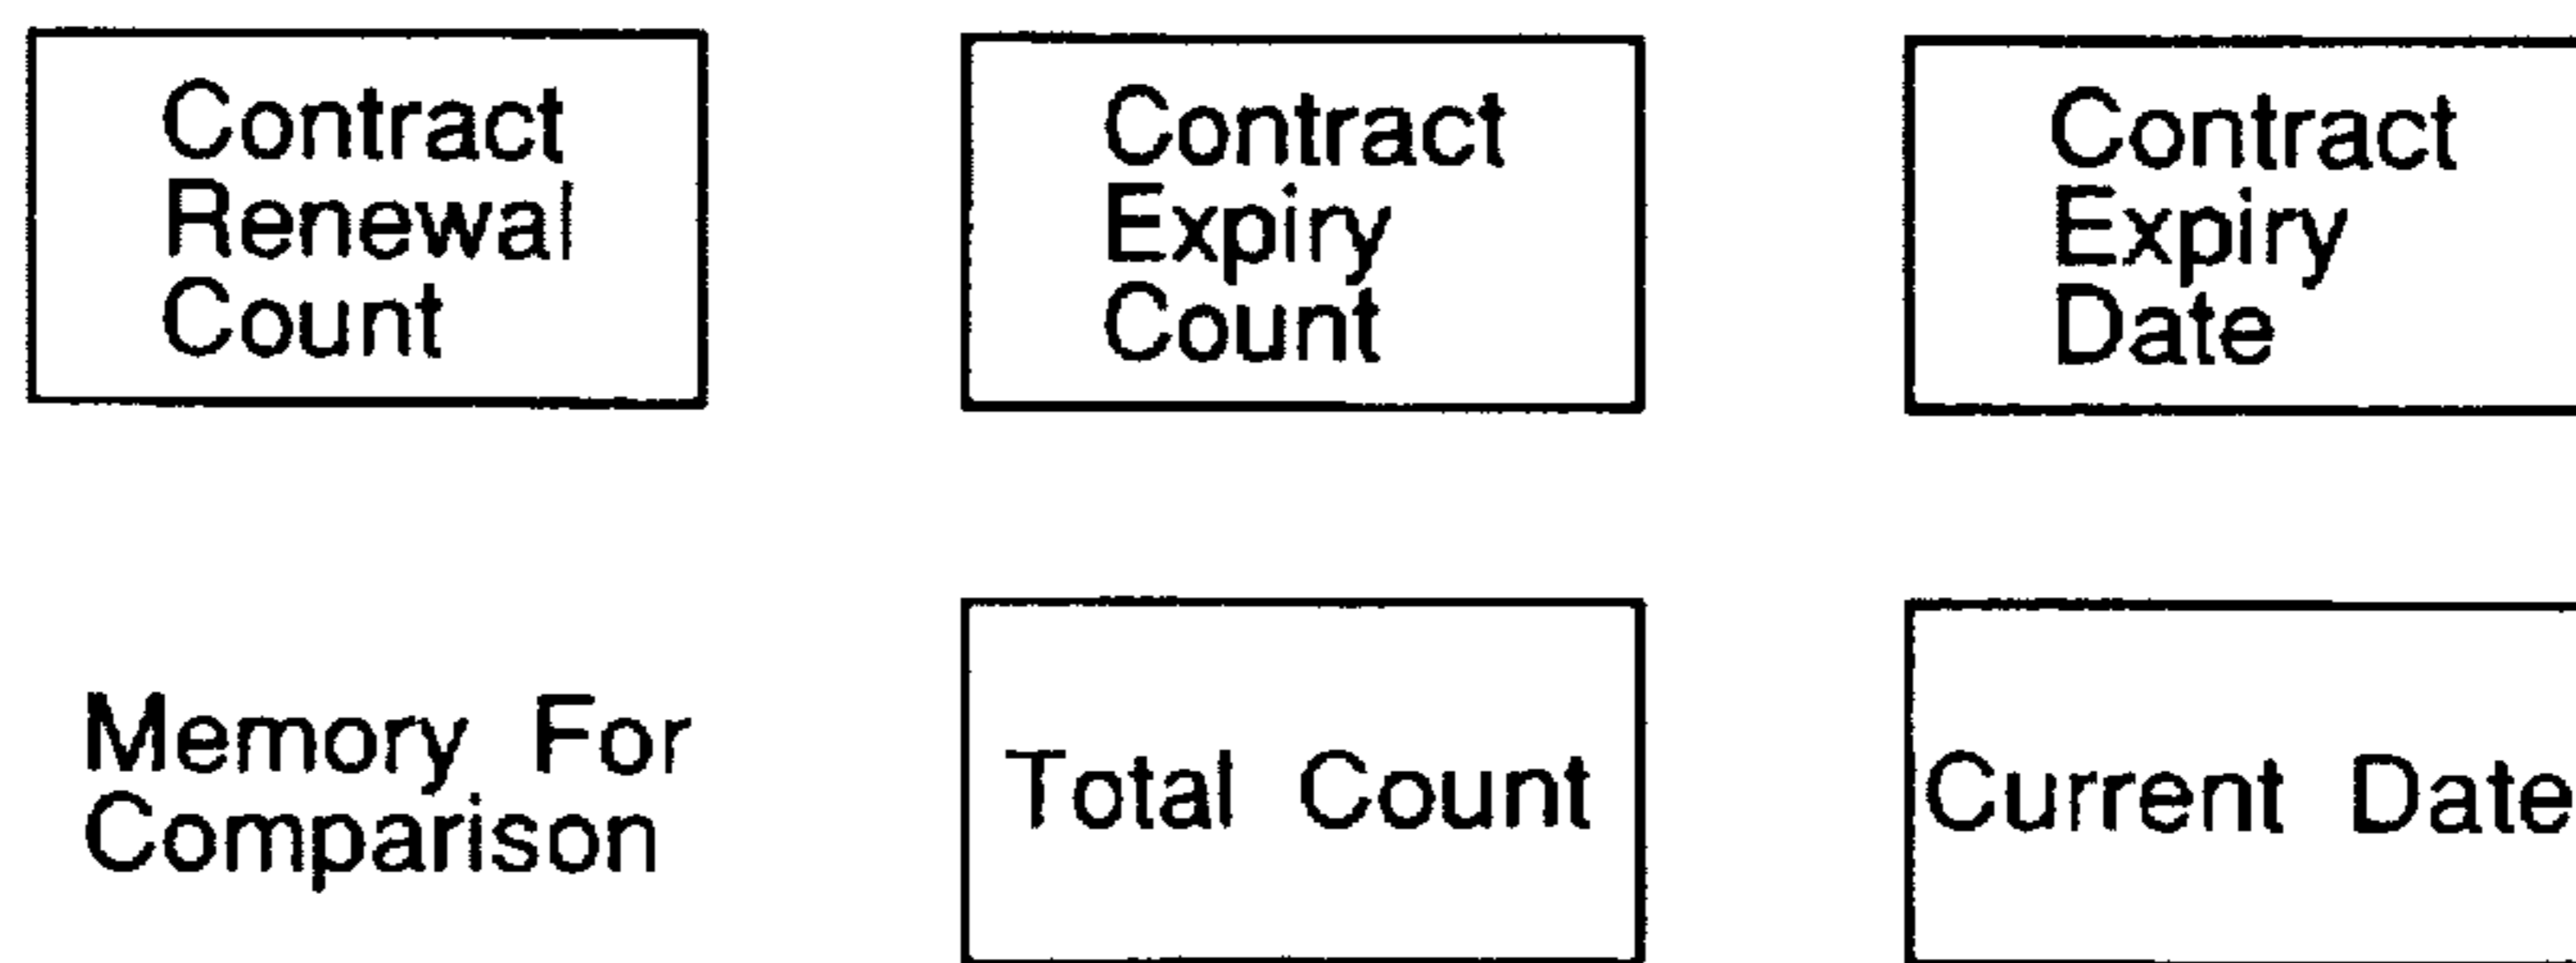 Contract
Renewal
Count
Contract
Expiry
Count
Contract
Expiry
Date
Memory For
Comparison
Total Count
Current Date